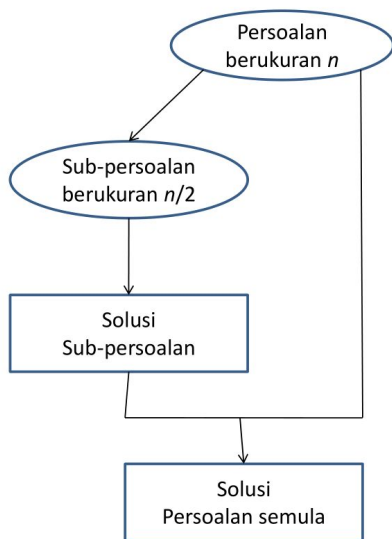 Persoalan
berukuran n
Sub-persoalan
berukuran n/2
Solusi
Sub-persoalan
Solusi
Persoalan semula